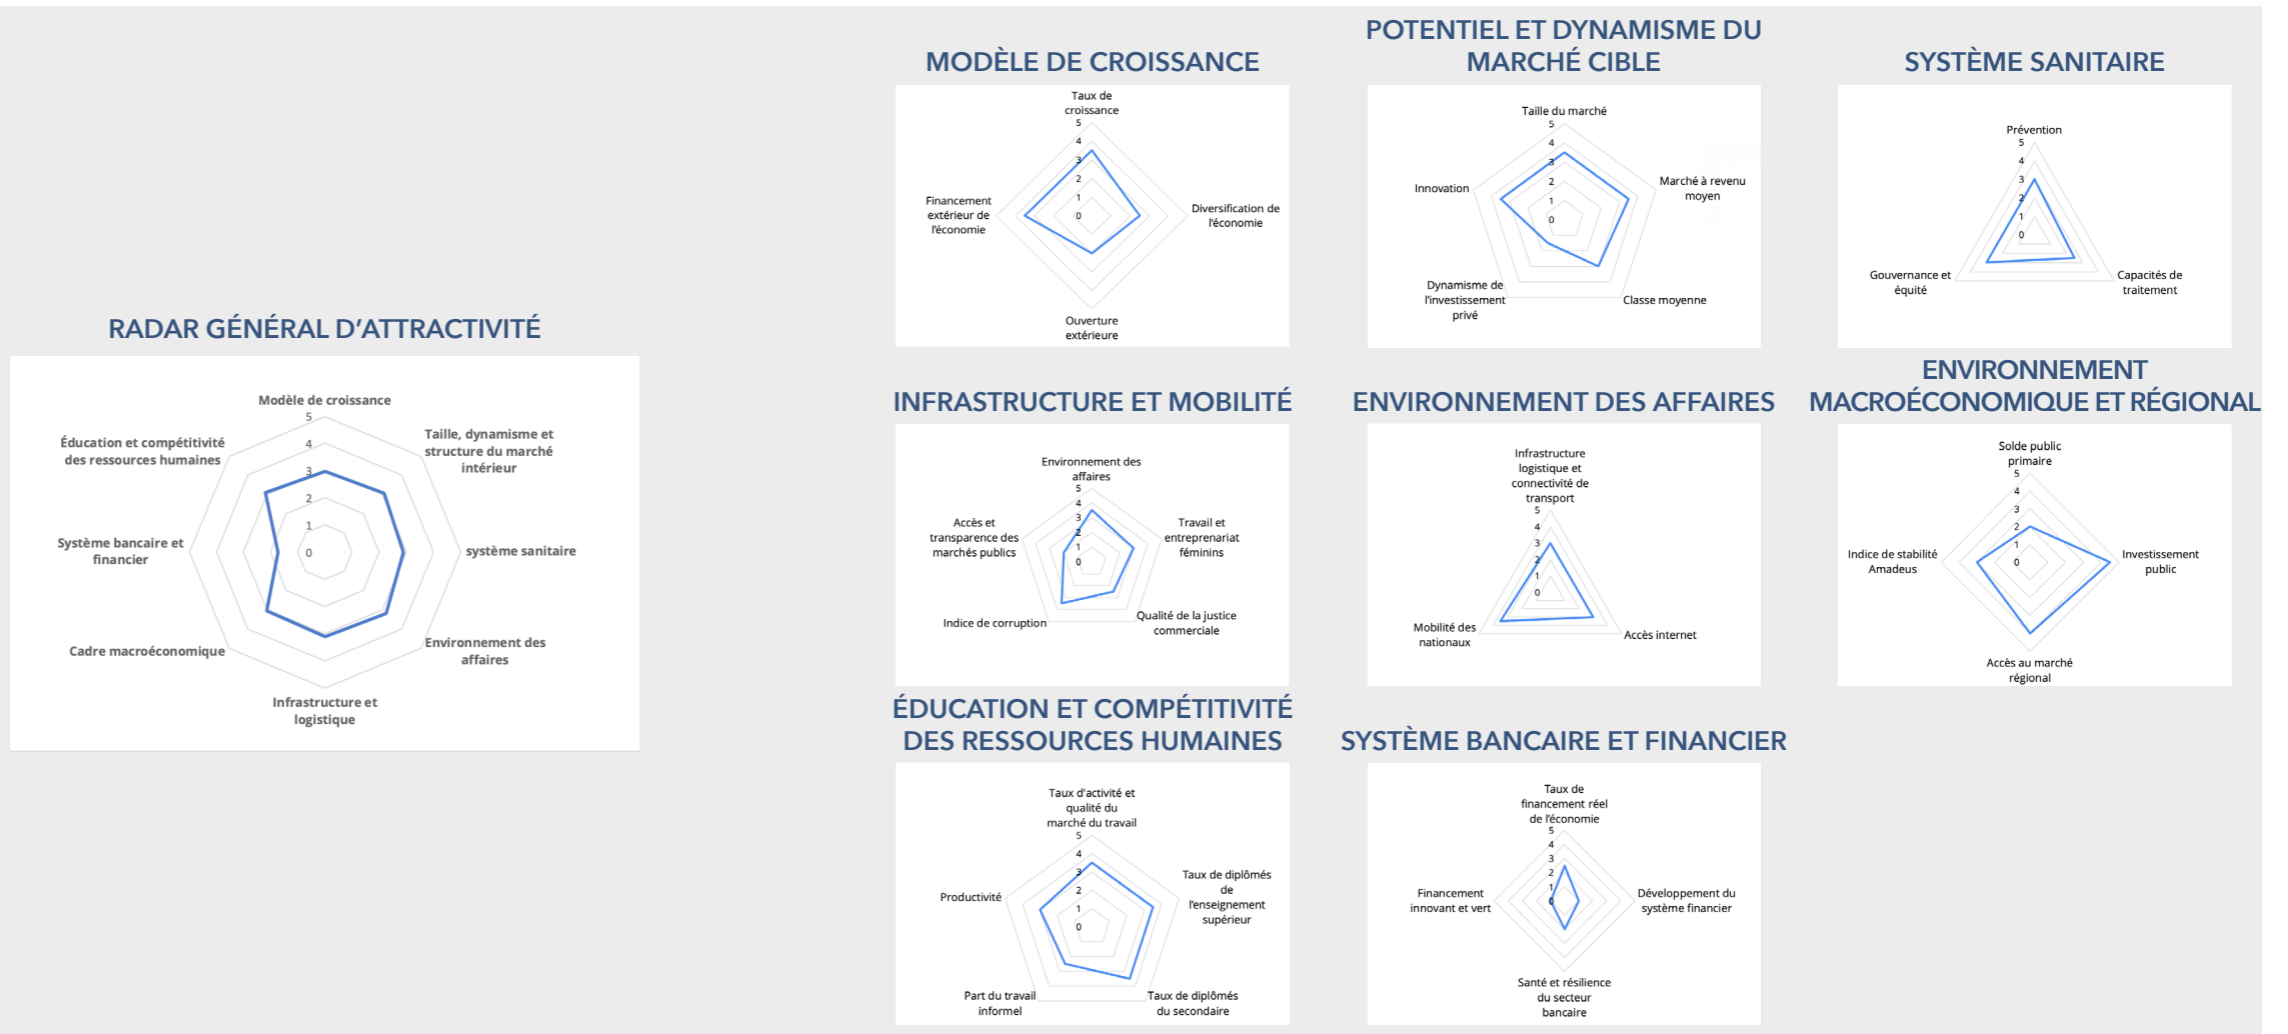 RADAR GÉNÉRAL D’ATTRACTIVITÉ
Modèle de croissance
Taille, dynamisme et
structure du marché
intérieur
système sanitaire
Environnement des
affaires
Infrastructure et
logistique
Cadre macroéconomique
Système bancaire et
financier
Éducation et compétitivité
des ressources humaines
5
4
3
2
1
0
MODÈLE DE CROISSANCE
Taux de
croissance
5
4
3
2
1
0
Diversification de
l’économie
Ouverture
extérieure
Financement
extérieur de
l’économie
POTENTIEL ET DYNAMISME DU
MARCHÉ CIBLE
Taille du marché
5
4
3
2
1
0
Marché à revenu
moyen
Classe moyenne
Dynamisme de
l’investissement
privé
Innovation
SYSTÈME SANITAIRE
Prévention
5
4
3
2
1
0
Capacités de
traitement
Gouvernance et
équité
INFRASTRUCTURE ET MOBILITÉ
Environnement des
affaires
5
4
3
2
1
0
Travail et
entreprenariat
féminins
Qualité de la justice
commerciale
Indice de corruption
Accès et
transparence des
marchés publics
ENVIRONNEMENT DES AFFAIRES
Infrastructure
logistique et
connectivité de
transport
5
4
3
2
1
0
Accès internet
Mobilité des
nationaux
ENVIRONNEMENT
MACROÉCONOMIQUE ET RÉGIONAL
Solde public
primaire
5
4
3
2
1
0
Investissement
public
Accès au marché
régional
Indice de stabilité
Amadeus
ÉDUCATION ET COMPÉTITIVITÉ
DES RESSOURCES HUMAINES
Taux d’activité et
qualité du
marché du travail
5
4
3
2
1
0
Taux de diplômés
de
l’enseignement
supérieur
Taux de diplômés
du secondaire
Part du travail
informel
Productivité
SYSTÈME BANCAIRE ET FINANCIER
Taux de
financement réel
de l’économie
5
4
3
2
1
0
Développement du
système financier
Santé et résilience
du secteur
bancaire
Financement
innovant et vert